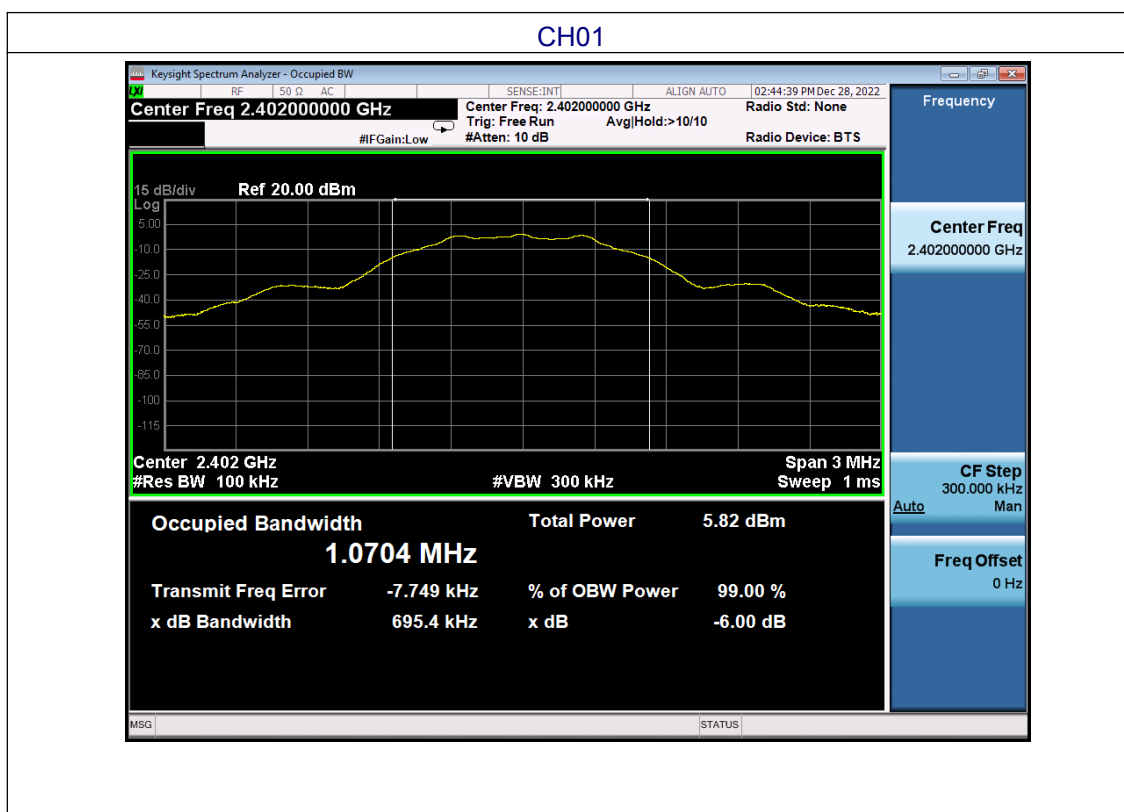 CH01
Keysight Spectrum Analyzer - Occupied BW
LXI RF 50 Ω AC SENSE:INT ALIGN AUTO 02:44:39 PM Dec 28, 2022
Center Freq 2.402000000 GHz
Center Freq: 2.402000000 GHz Radio Std: None
Trig: Free Run Avg|Hold:>10/10
#IFGain:Low #Atten: 10 dB Radio Device: BTS
15 dB/div Ref 20.00 dBm
Log
5.00
-10.0
-25.0
-40.0
-55.0
-70.0
-85.0
-100
-115
Center 2.402 GHz Span 3 MHz
#Res BW 100 kHz #VBW 300 kHz Sweep 1 ms
Occupied Bandwidth Total Power 5.82 dBm
1.0704 MHz
Transmit Freq Error -7.749 kHz % of OBW Power 99.00 %
x dB Bandwidth 695.4 kHz x dB -6.00 dB
MSG STATUS
Frequency
Center Freq
2.402000000 GHz
CF Step
300.000 kHz
Auto Man
Freq Offset
0 Hz